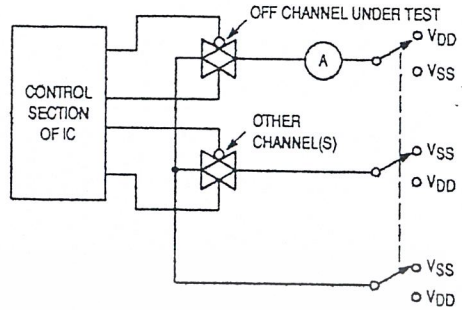 OFF CHANNEL UNDER TEST
CONTROL
SECTION
OF IC
A
VDD
VSS
OTHER
CHANNEL(S)
VSS
VDD
VSS
VDD